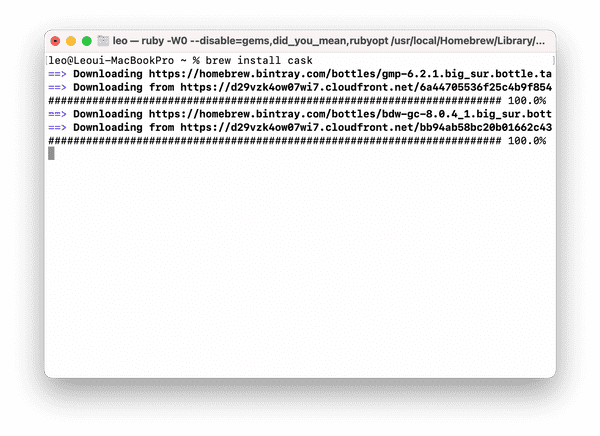 leo — ruby -W0 --disable=gems,did_you_mean,rubyopt /usr/local/Homebrew/Library/...
leo@Leoui-MacBookPro ~ % brew install cask
==> Downloading https://homebrew.bintray.com/bottles/gmp-6.2.1.big_sur.bottle.ta
==> Downloading from https://d29vzk4ow07wi7.cloudfront.net/6a44705536f25c4b9f854
######################################################################## 100.0%
==> Downloading https://homebrew.bintray.com/bottles/bdw-gc-8.0.4_1.big_sur.bott
==> Downloading from https://d29vzk4ow07wi7.cloudfront.net/bb94ab58bc20b01662c43
######################################################################## 100.0%